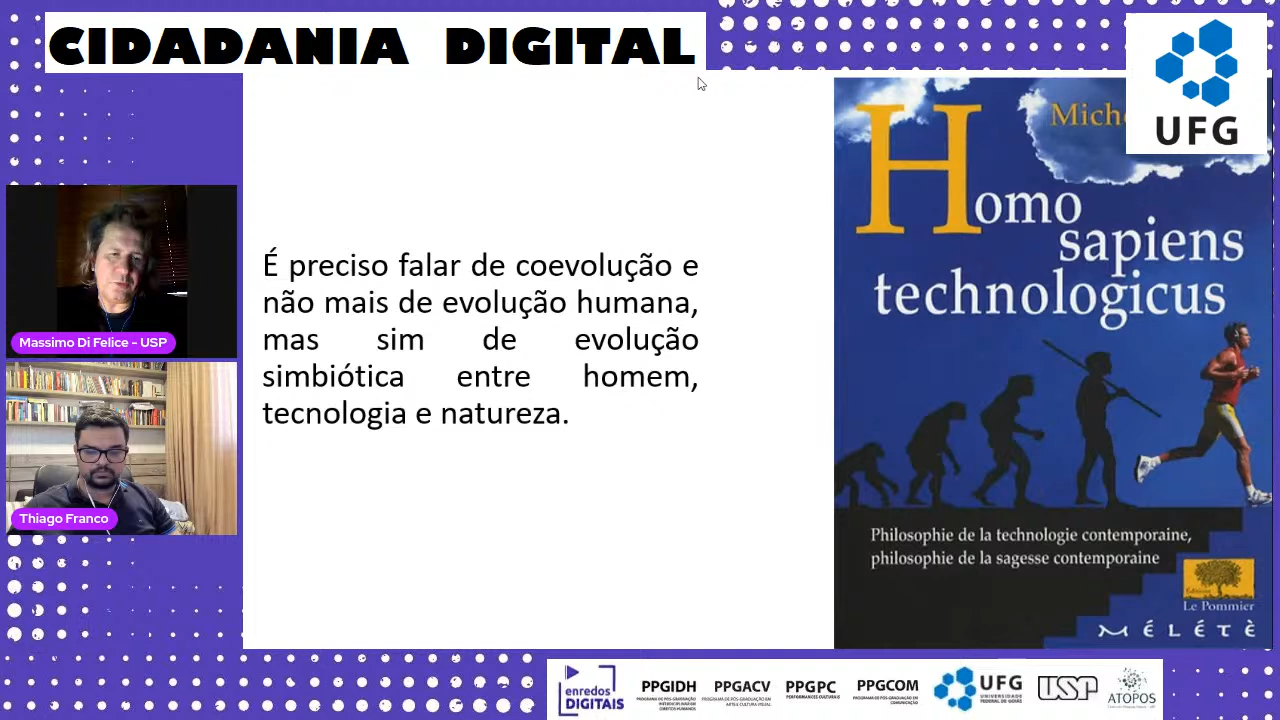 CIDADANIA DIGITAL
UFG
Massimo Di Felice - USP
Thiago Franco
É preciso falar de coevolução e
não mais de evolução humana,
mas sim de evolução
simbiótica entre homem,
tecnologia e natureza.
Homo
sapiens
technologicus
Philosophie de la technologie contemporaine,
philosophie de la sagesse contemporaine
Éditions
Le Pommier
MÉLÉTÈ
enredos
DIGITAIS
PPGIDH
PROGRAMA DE PÓS-GRADUAÇÃO
INTERDISCIPLINAR EM
DIREITOS HUMANOS
PPGACV
PROGRAMA DE PÓS-GRADUAÇÃO EM
ARTE & CULTURA VISUAL
PPGPC
PERFORMANCES CULTURAIS
PPGCOM
PROGRAMA DE PÓS-GRADUAÇÃO EM
COMUNICAÇÃO
UFG
UNIVERSIDADE
FEDERAL DE GOIÁS
USP
ATOPOS